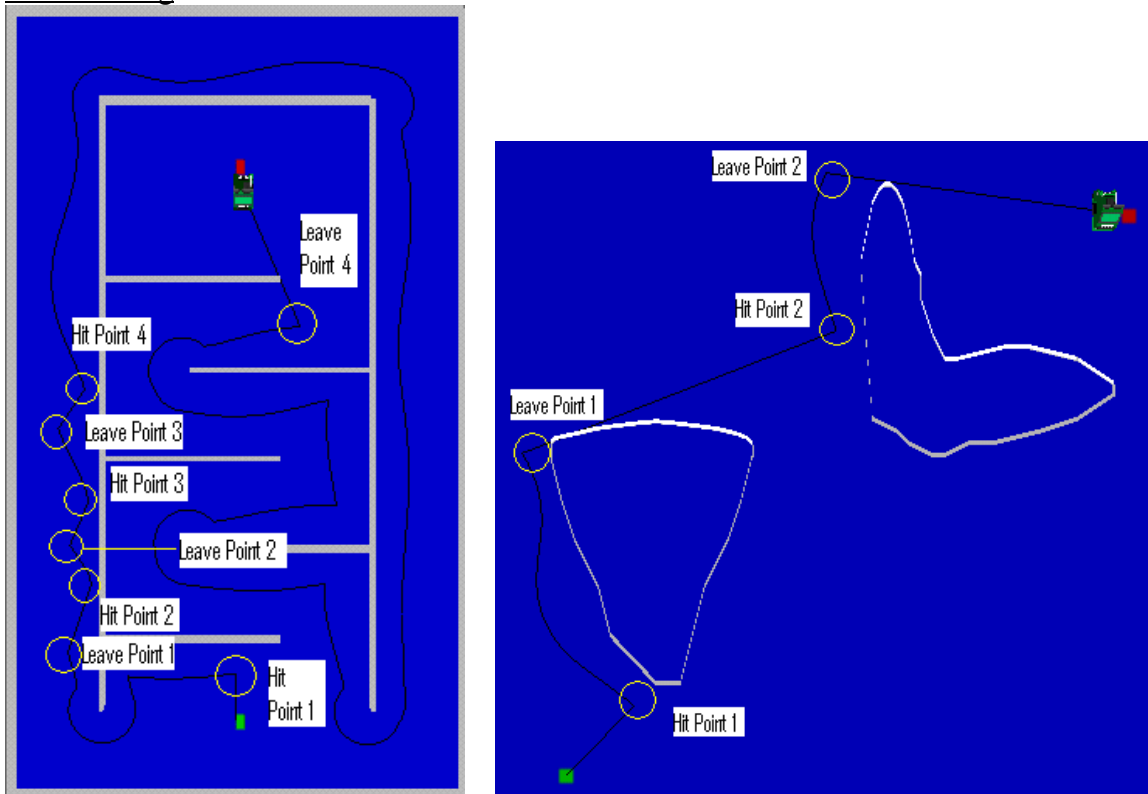 Leave
Point 4
Hit Point 4
Leave Point 3
Hit Point 3
Leave Point 2
Hit Point 2
Leave Point 1
Hit
Point 1
Leave Point 2
Hit Point 2
Leave Point 1
Hit Point 1